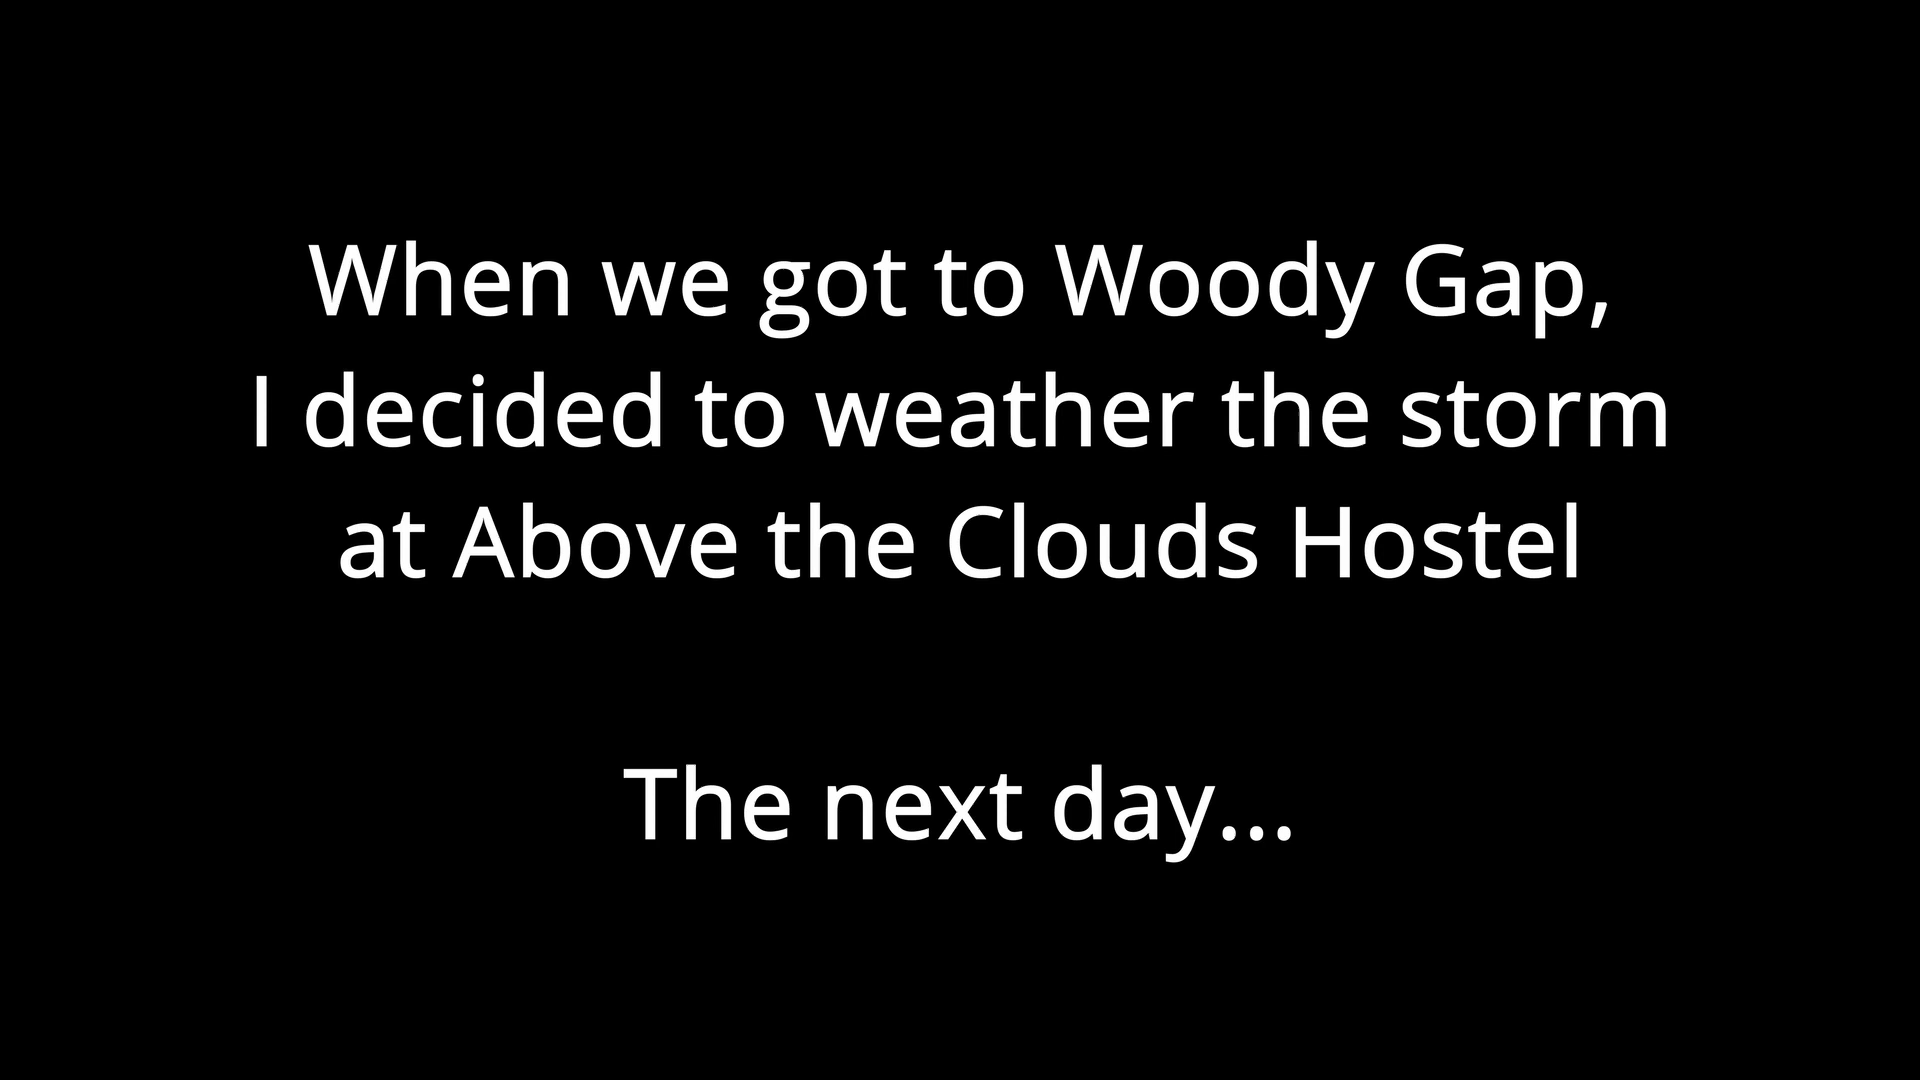 When we got to Woody Gap,
I decided to weather the storm
at Above the Clouds Hostel
The next day...